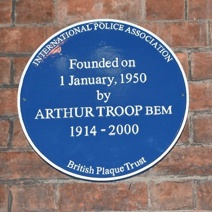 INTERNATIONAL POLICE ASSOCIATION
Founded on
1 January, 1950
by
ARTHUR TROOP BEM
1914 - 2000
British Plaque Trust